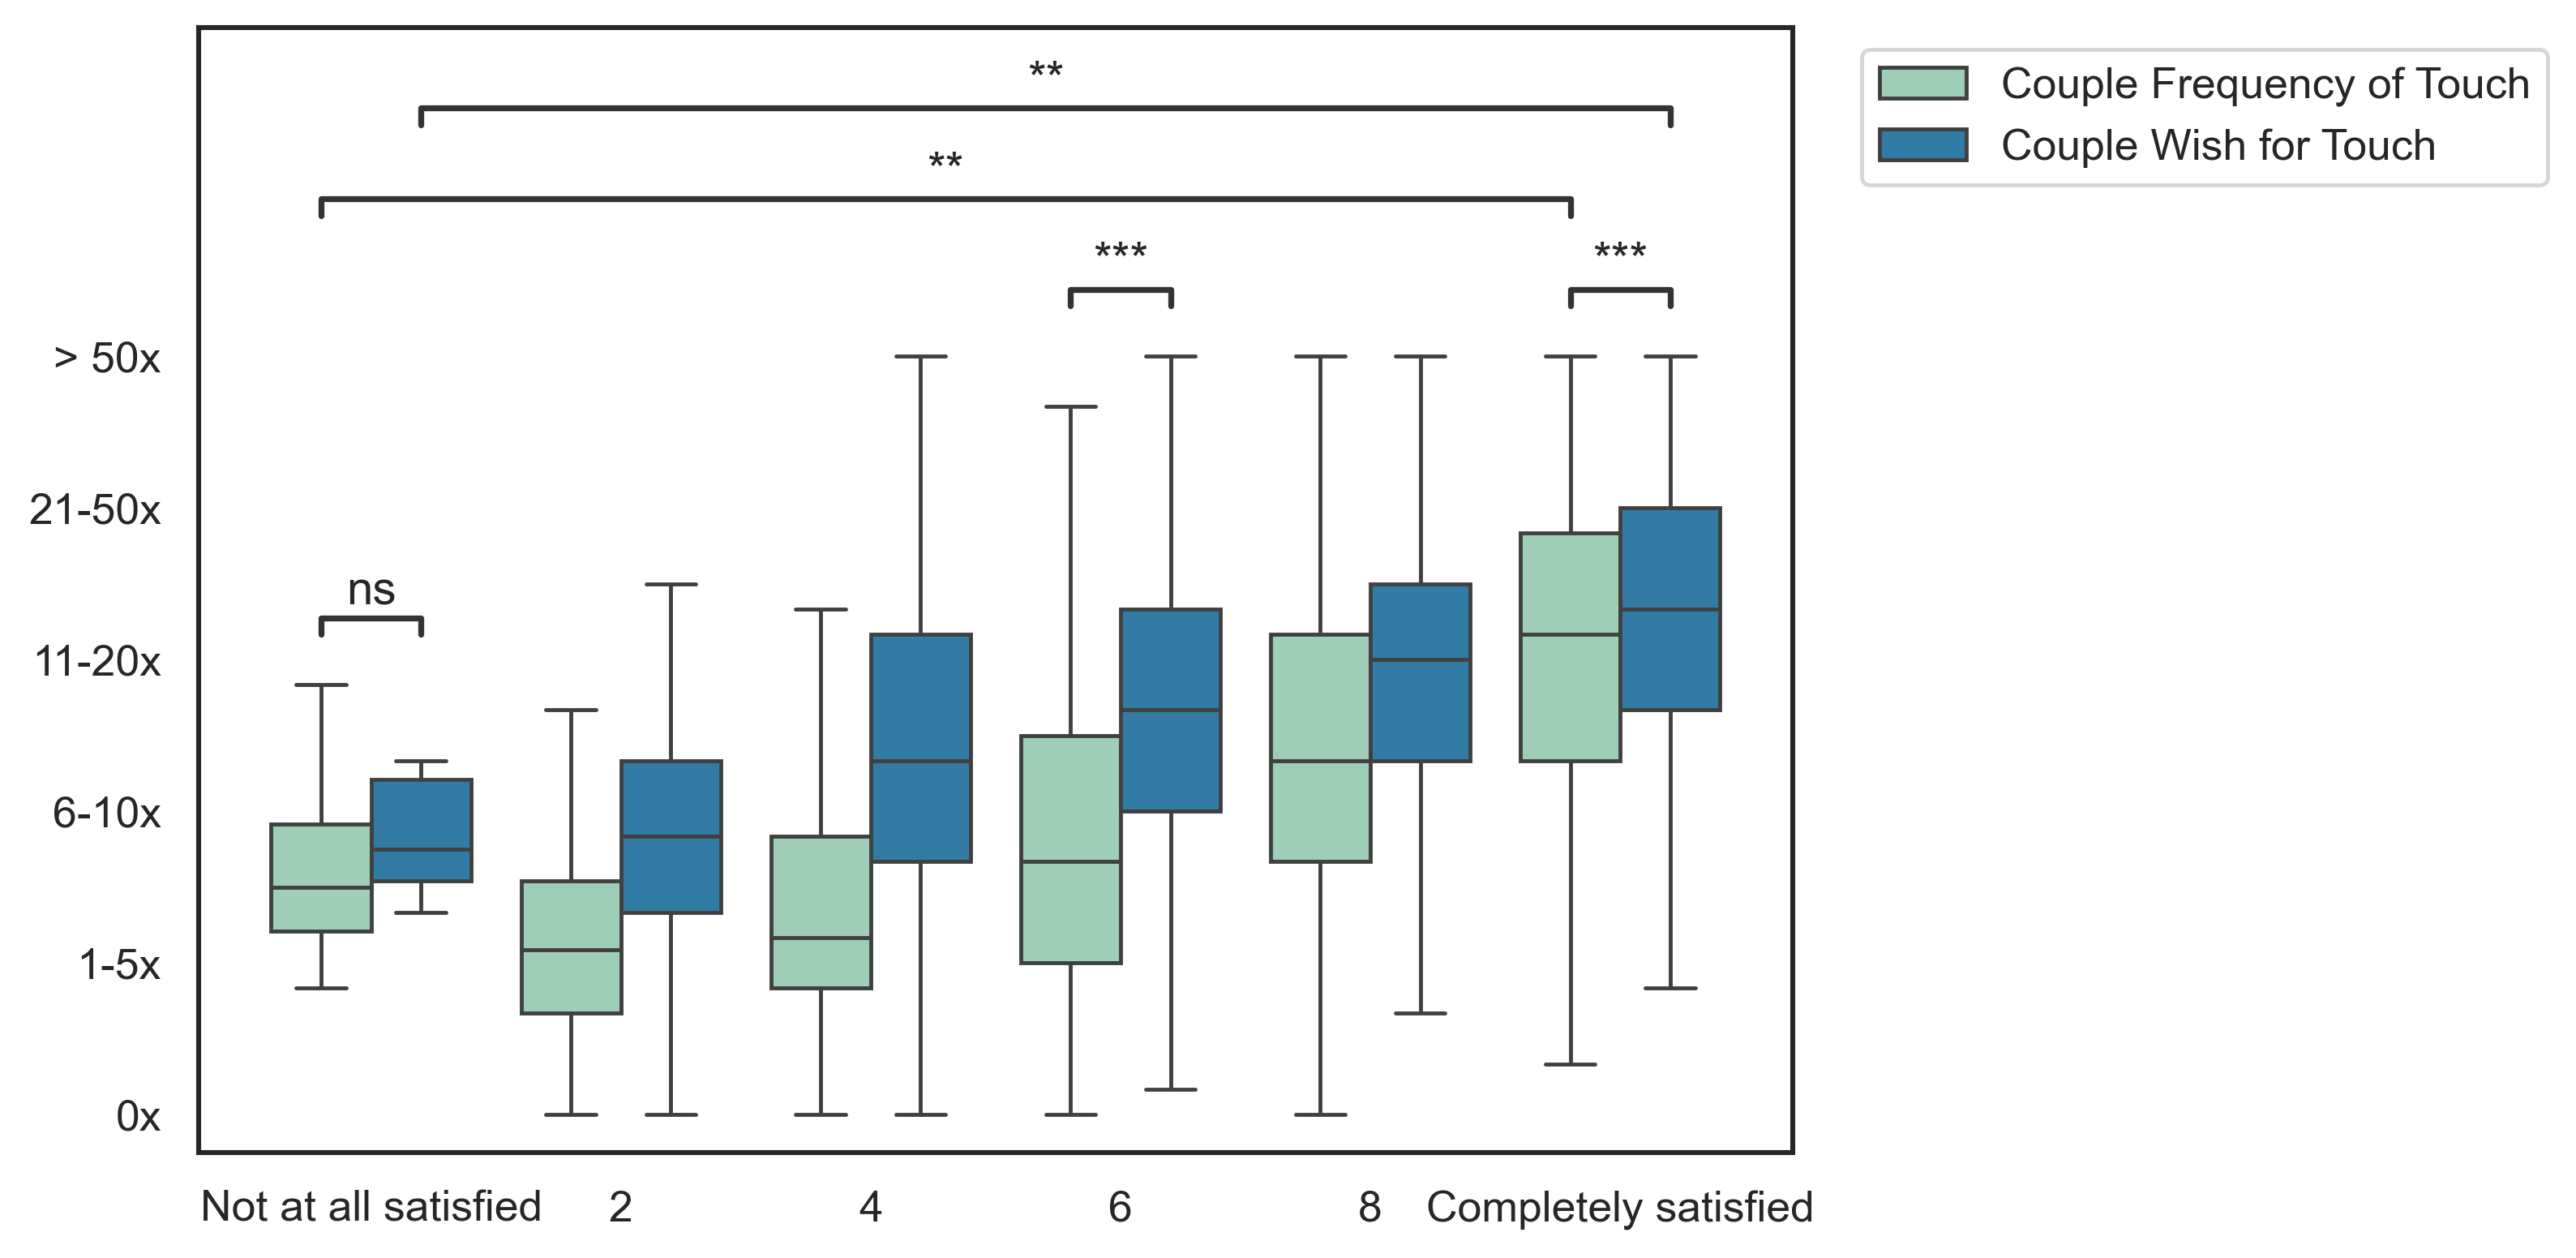 **
**
***
***
ns
> 50x
21-50x
11-20x
6-10x
1-5x
0x
Not at all satisfied 2 4 6 8 Completely satisfied
Couple Frequency of Touch
Couple Wish for Touch